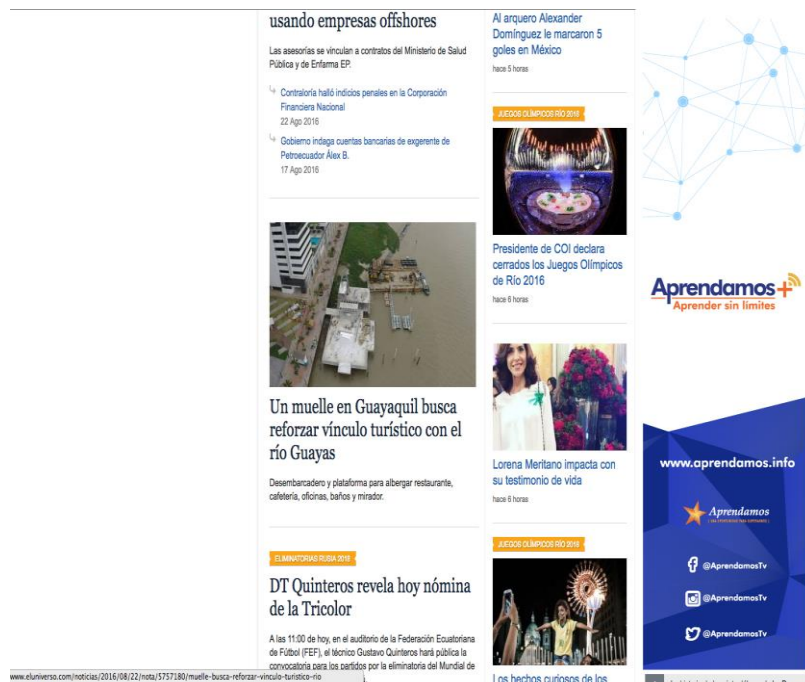 usando empresas offshores
Las asesorías se vinculan a contratos del Ministerio de Salud
Pública y de Enfarma EP.
Contraloría halló indicios penales en la Corporación
Financiera Nacional
22 Ago 2016
Gobierno indaga cuentas bancarias de exgerente de
Petroecuador Álex B.
17 Ago 2016
Un muelle en Guayaquil busca
reforzar vínculo turístico con el
río Guayas
Desembarcadero y plataforma para albergar restaurante,
cafetería, oficinas, baños y mirador.
ELIMINATORIAS RUSIA 2018
DT Quinteros revela hoy nómina
de la Tricolor
A las 11:00 de hoy, en el auditorio de la Federación Ecuatoriana
de Fútbol (FEF), el técnico Gustavo Quinteros hará pública la
convocatoria para los partidos por la eliminatoria del Mundial de
www.eluniverso.com/noticias/2016/08/22/nota/5757180/muelle-busca-reforzar-vinculo-turistico-rio
Al arquero Alexander
Domínguez le marcaron 5
goles en México
hace 5 horas
JUEGOS OLÍMPICOS RÍO 2016
Presidente de COI declara
cerrados los Juegos Olímpicos
de Río 2016
hace 6 horas
Lorena Meritano impacta con
su testimonio de vida
hace 6 horas
JUEGOS OLÍMPICOS RÍO 2016
Los hechos curiosos de los
Aprendamos+
Aprender sin límites
www.aprendamos.info
Aprendamos
@AprendamosTv
@AprendamosTv
@AprendamosTv